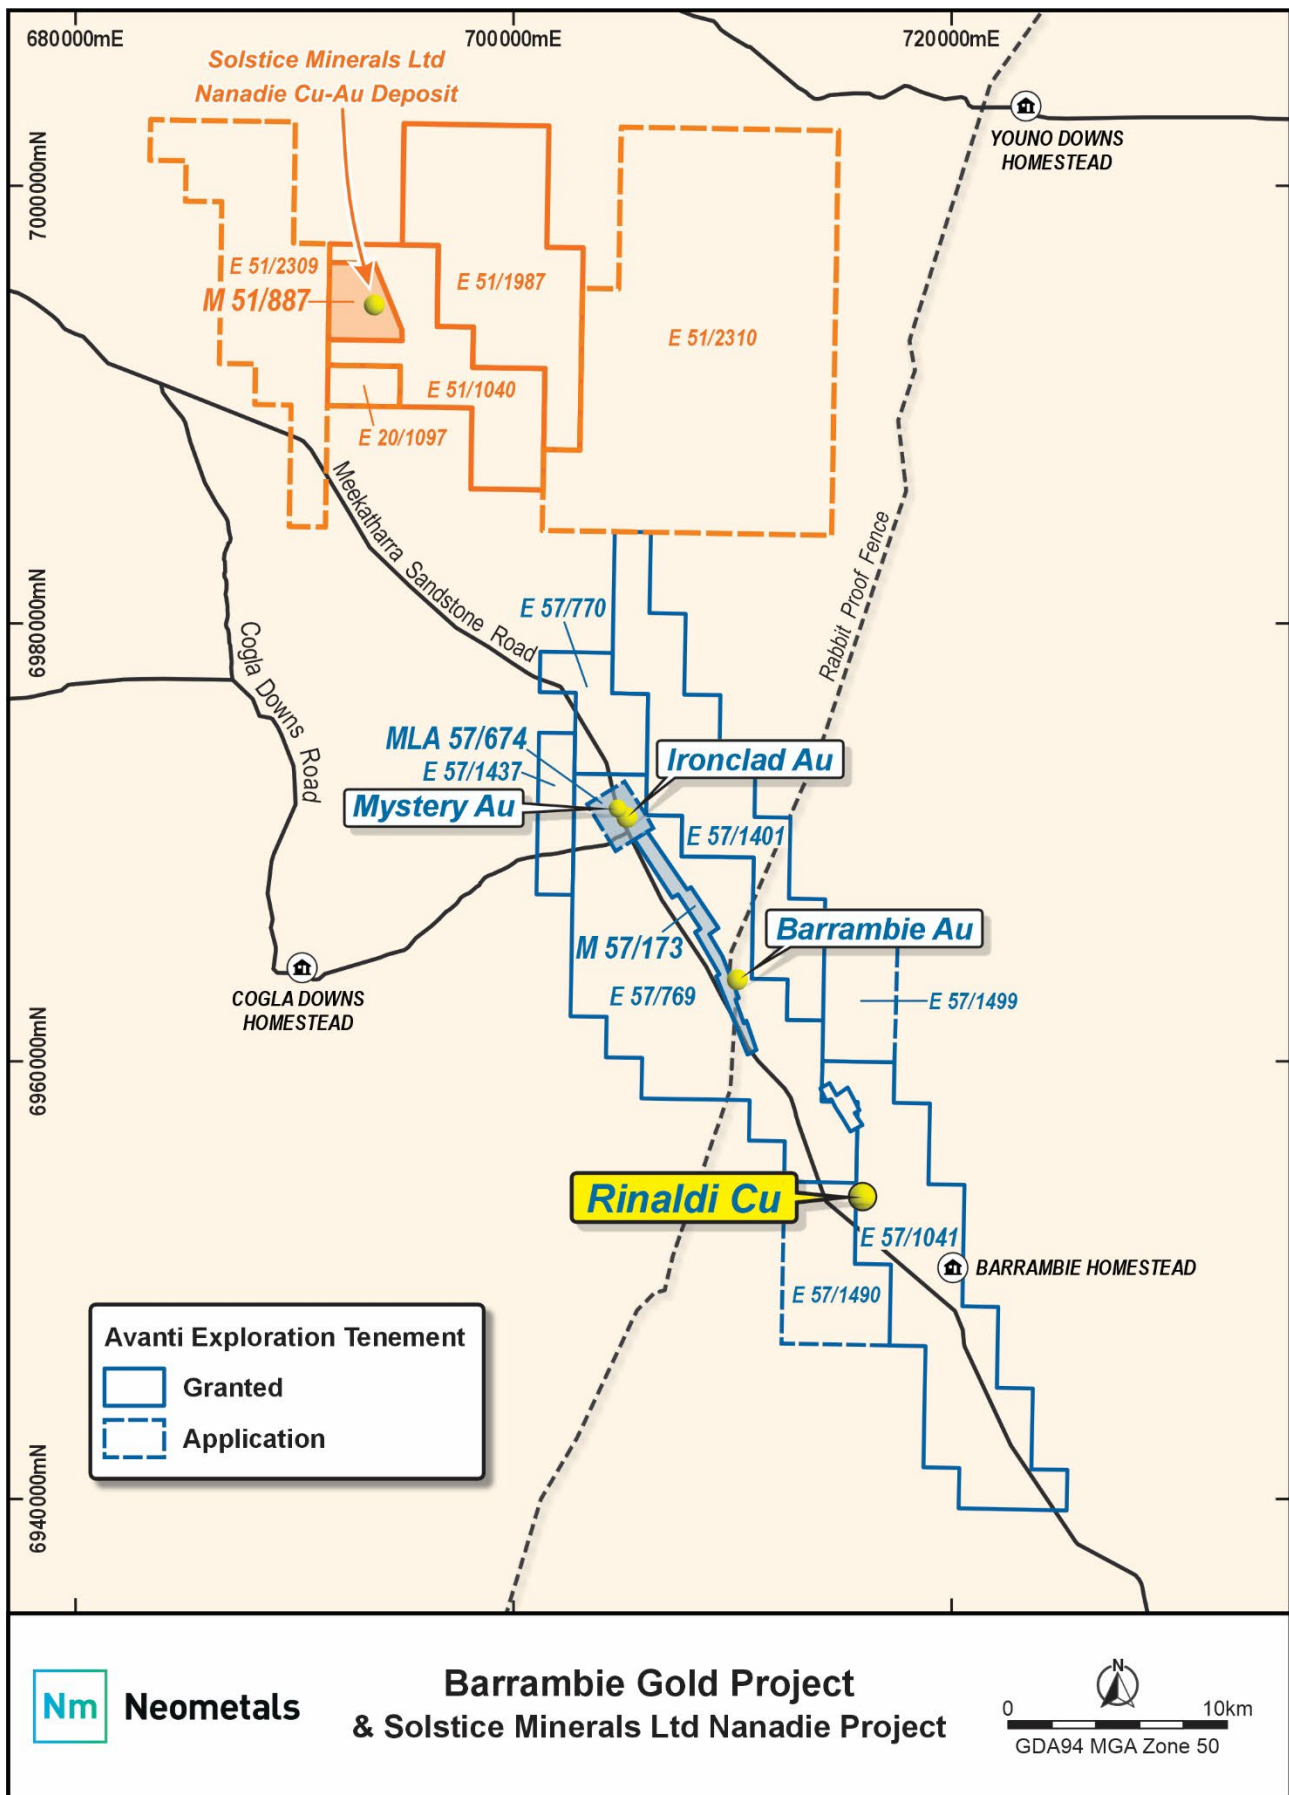 680000mE
700000mE
720000mE
Solstice Minerals Ltd
Nanadie Cu-Au Deposit
YOUNO DOWNS
HOMESTEAD
7000000mN
E 51/2309
M 51/887
E 51/1987
E 51/2310
E 51/1040
E 20/1097
Meekatharra Sandstone Road
Rabbit Proof Fence
6980000mN
E 57/770
Cogla Downs Road
MLA 57/674
E 57/1437
Ironclad Au
Mystery Au
E 57/1401
Barrambie Au
M 57/173
E 57/769
E 57/1499
COGLA DOWNS
HOMESTEAD
6960000mN
Rinaldi Cu
E 57/1041
BARRAMBIE HOMESTEAD
E 57/1490
Avanti Exploration Tenement
Granted
Application
6940000mN
Nm Neometals
Barrambie Gold Project
& Solstice Minerals Ltd Nanadie Project
N
0 10km
GDA94 MGA Zone 50